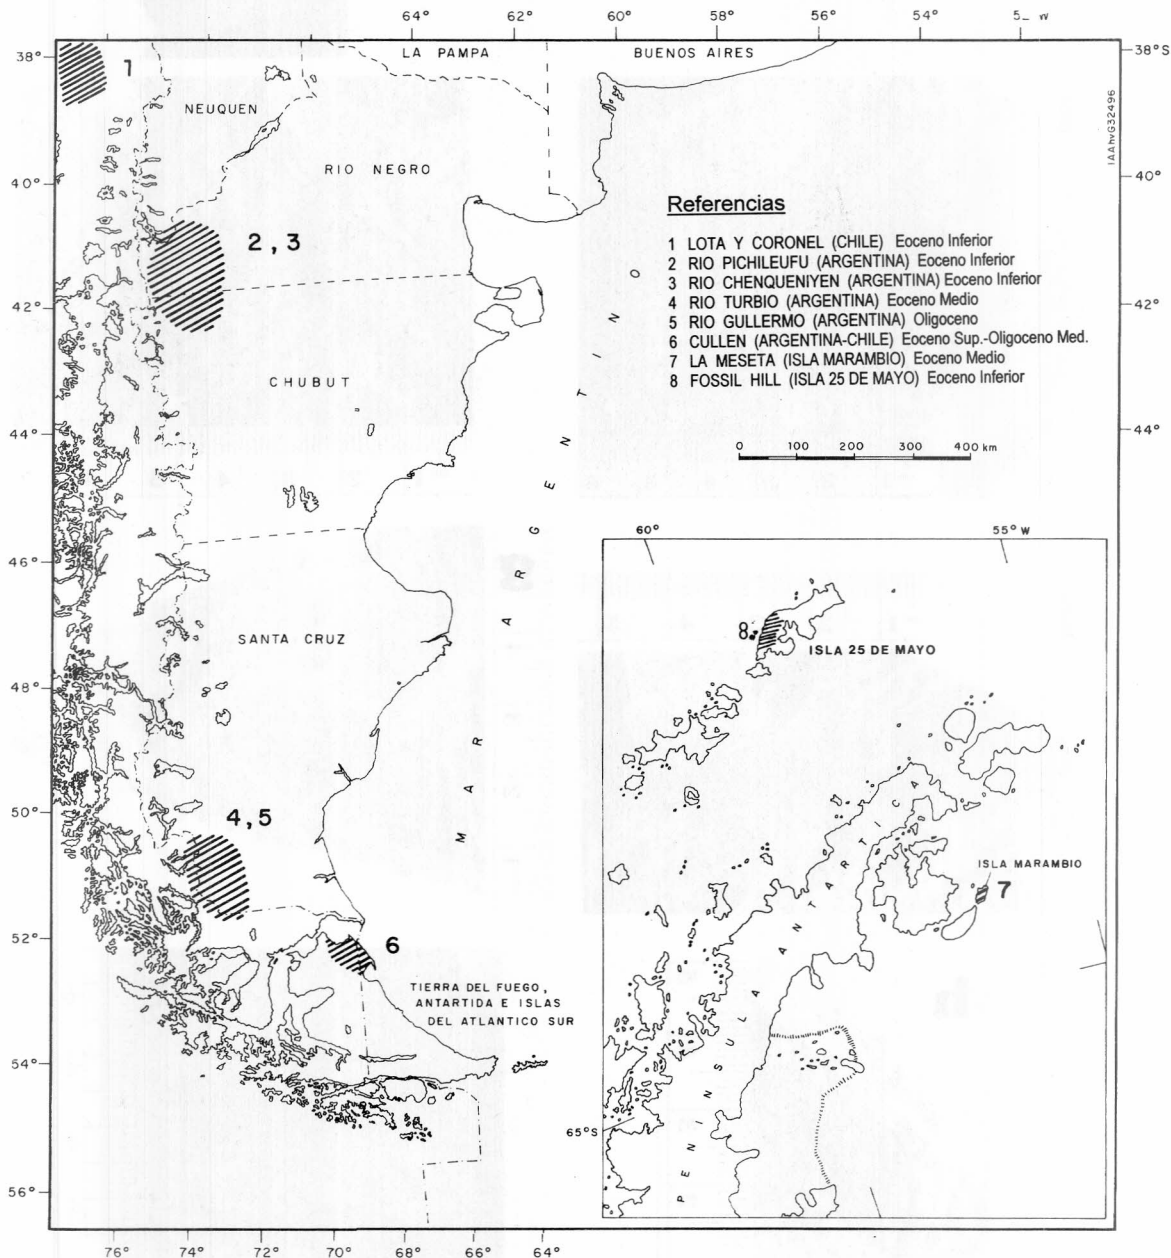 64° 62° 60° 58° 56° 54° 5_ W
38° 38°S
LA PAMPA
BUENOS AIRES
1
NEUQUEN
IAAhvG32496
RIO NEGRO
40° 40°
Referencias
2,3
1 LOTA Y CORONEL (CHILE) Eoceno Inferior
2 RIO PICHILEUFU (ARGENTINA) Eoceno Inferior
3 RIO CHENQUENIYEN (ARGENTINA) Eoceno Inferior
4 RIO TURBIO (ARGENTINA) Eoceno Medio
5 RIO GULLERMO (ARGENTINA) Oligoceno
6 CULLEN (ARGENTINA-CHILE) Eoceno Sup.-Oligoceno Med.
7 LA MESETA (ISLA MARAMBIO) Eoceno Medio
8 FOSSIL HILL (ISLA 25 DE MAYO) Eoceno Inferior
42° 42°
CHUBUT
44° 44°
0 100 200 300 400 km
MAR ARGENTINO
46°
60° 55° W
SANTA CRUZ
8.
ISLA 25 DE MAYO
48°
50°
4,5
ISLA MARAMBIO
7
PENINSULA ANTARTICA
52°
6
TIERRA DEL FUEGO,
ANTARTIDA E ISLAS
DEL ATLANTICO SUR
54°
65°S
56°
76° 74° 72° 70° 68° 66° 64°